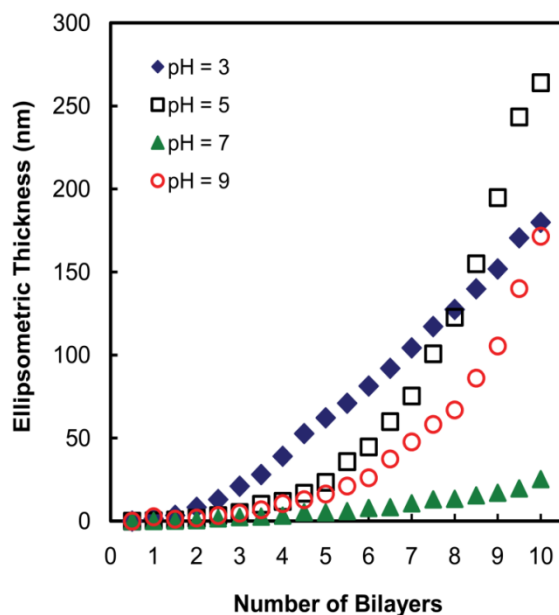 300
250
200
150
100
50
0
Ellipsometric Thickness (nm)
pH = 3
pH = 5
pH = 7
pH = 9
0 1 2 3 4 5 6 7 8 9 10
Number of Bilayers